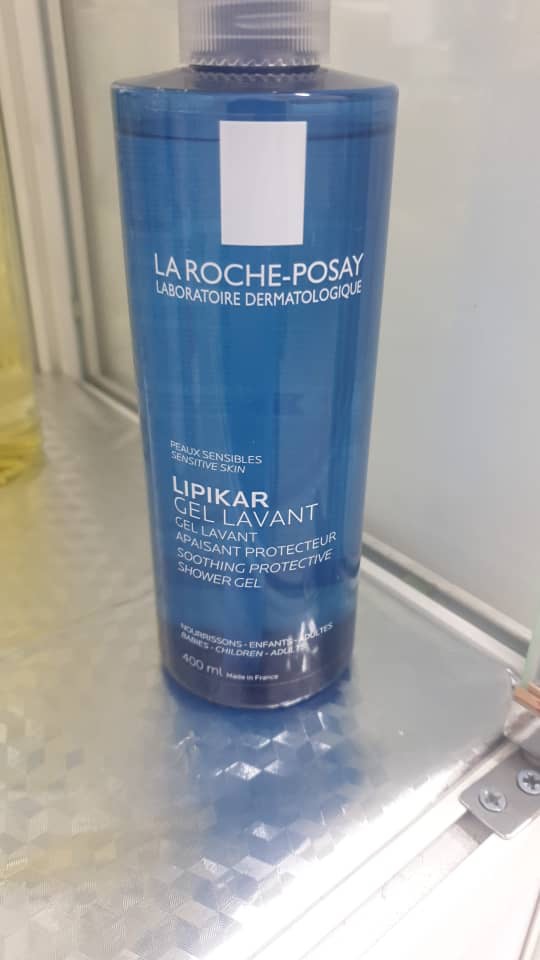 LA ROCHE-POSAY
LABORATOIRE DERMATOLOGIQUE
PEAUX SENSIBLES
SENSITIVE SKIN
LIPIKAR
GEL LAVANT
GEL LAVANT
APAISANT PROTECTEUR
SOOTHING PROTECTIVE
SHOWER GEL
NOURRISSONS - ENFANTS - ADULTES
BABIES - CHILDREN - ADULTS
400 ml Made in France